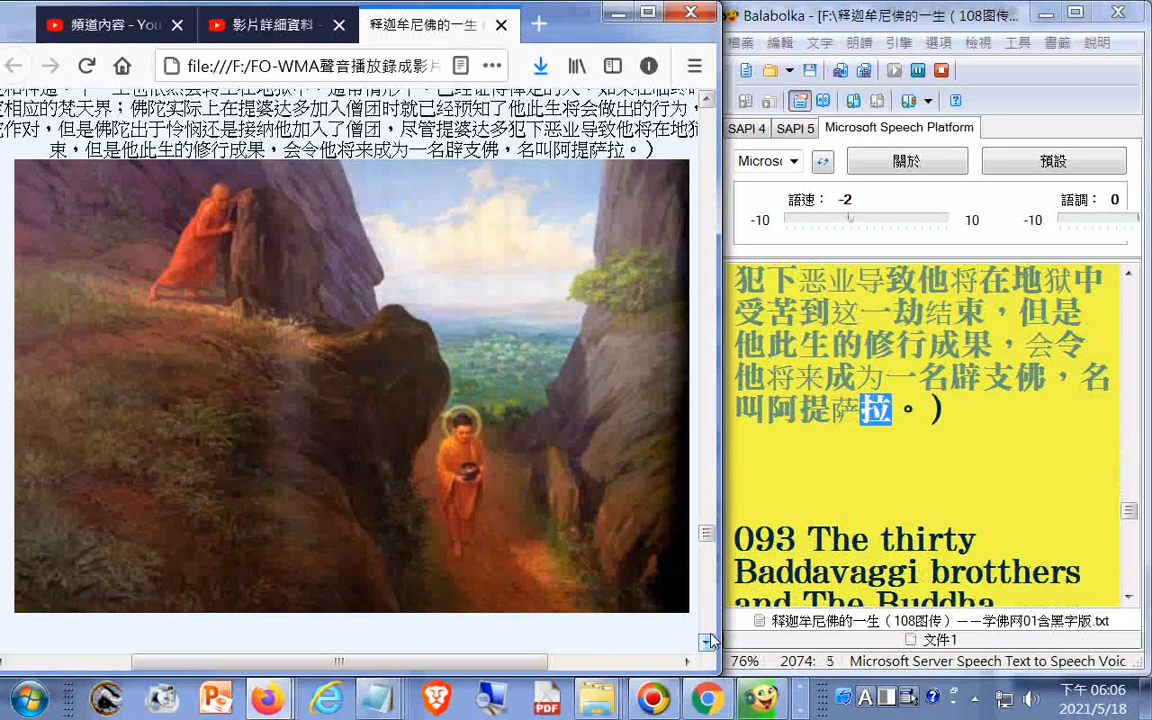 頻道內容 - You
影片詳細資料 -
释迦牟尼佛的一生
file:///F:/FO-WMA聲音播放錄成影片
相应的梵天界；佛陀实际上在提婆达多加入僧团时就已经预知了他此生将会做出的行为，
作对，但是佛陀出于怜悯还是接纳他加入了僧团，尽管提婆达多犯下恶业导致他将在地狱
束，但是他此生的修行成果，会令他将来成为一名辟支佛，名叫阿提萨拉。）
Balabolka - [F:\释迦牟尼佛的一生（108图传...
檔案 編輯 文字 朗讀 引擎 選項 檢視 工具 書籤 說明
SAPI 4 SAPI 5 Microsoft Speech Platform
Micros 關於 預設
語速： -2 語調： 0
-10 10 -10
犯下恶业导致他将在地狱中
受苦到这一劫结束，但是
他此生的修行成果，会令
他将来成为一名辟支佛，名
叫阿提萨拉。）
093 The thirty
Baddavaggi brotthers
and The Buddha
释迦牟尼佛的一生（108图传）——学佛网01含黑字版.txt
文件1
76% 2074: 5 Microsoft Server Speech Text to Speech Voic
下午 06:06
2021/5/18